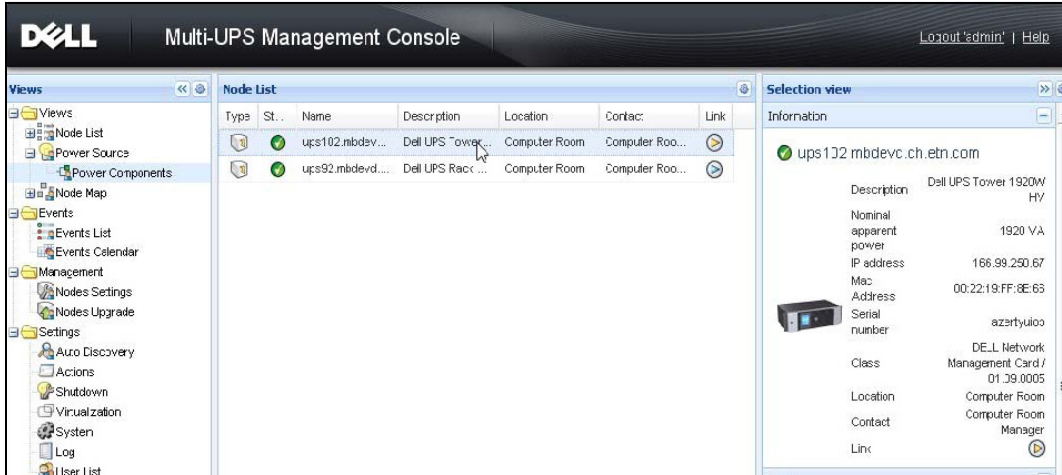 DELL Multi-UPS Management Console Logout 'admin' | Help
Views
Views
Node List
Power Source
Power Components
Node Map
Events
Events List
Events Calendar
Management
Nodes Settings
Nodes Upgrade
Settings
Auto Discovery
Actions
Shutdown
Virtualization
System
Log
User List
Node List
Type St... Name Description Location Contact Link
ups102.mbdev... Dell UPS Tower... Computer Room Computer Roo...
ups92.mbdevd... Dell UPS Rack ... Computer Room Computer Roo...
Selection view
Information
ups102.mbdevc.ch.etn.com
Description Dell UPS Tower 1920W
HV
Nominal
apparent
power 1920 VA
IP address 166.99.250.67
Mac
Address 00:22:19:FF:8E:63
Serial
number azertyuiop
Class DELL Network
Management Card /
01.09.0005
Location Computer Room
Contact Computer Room
Manager
Link